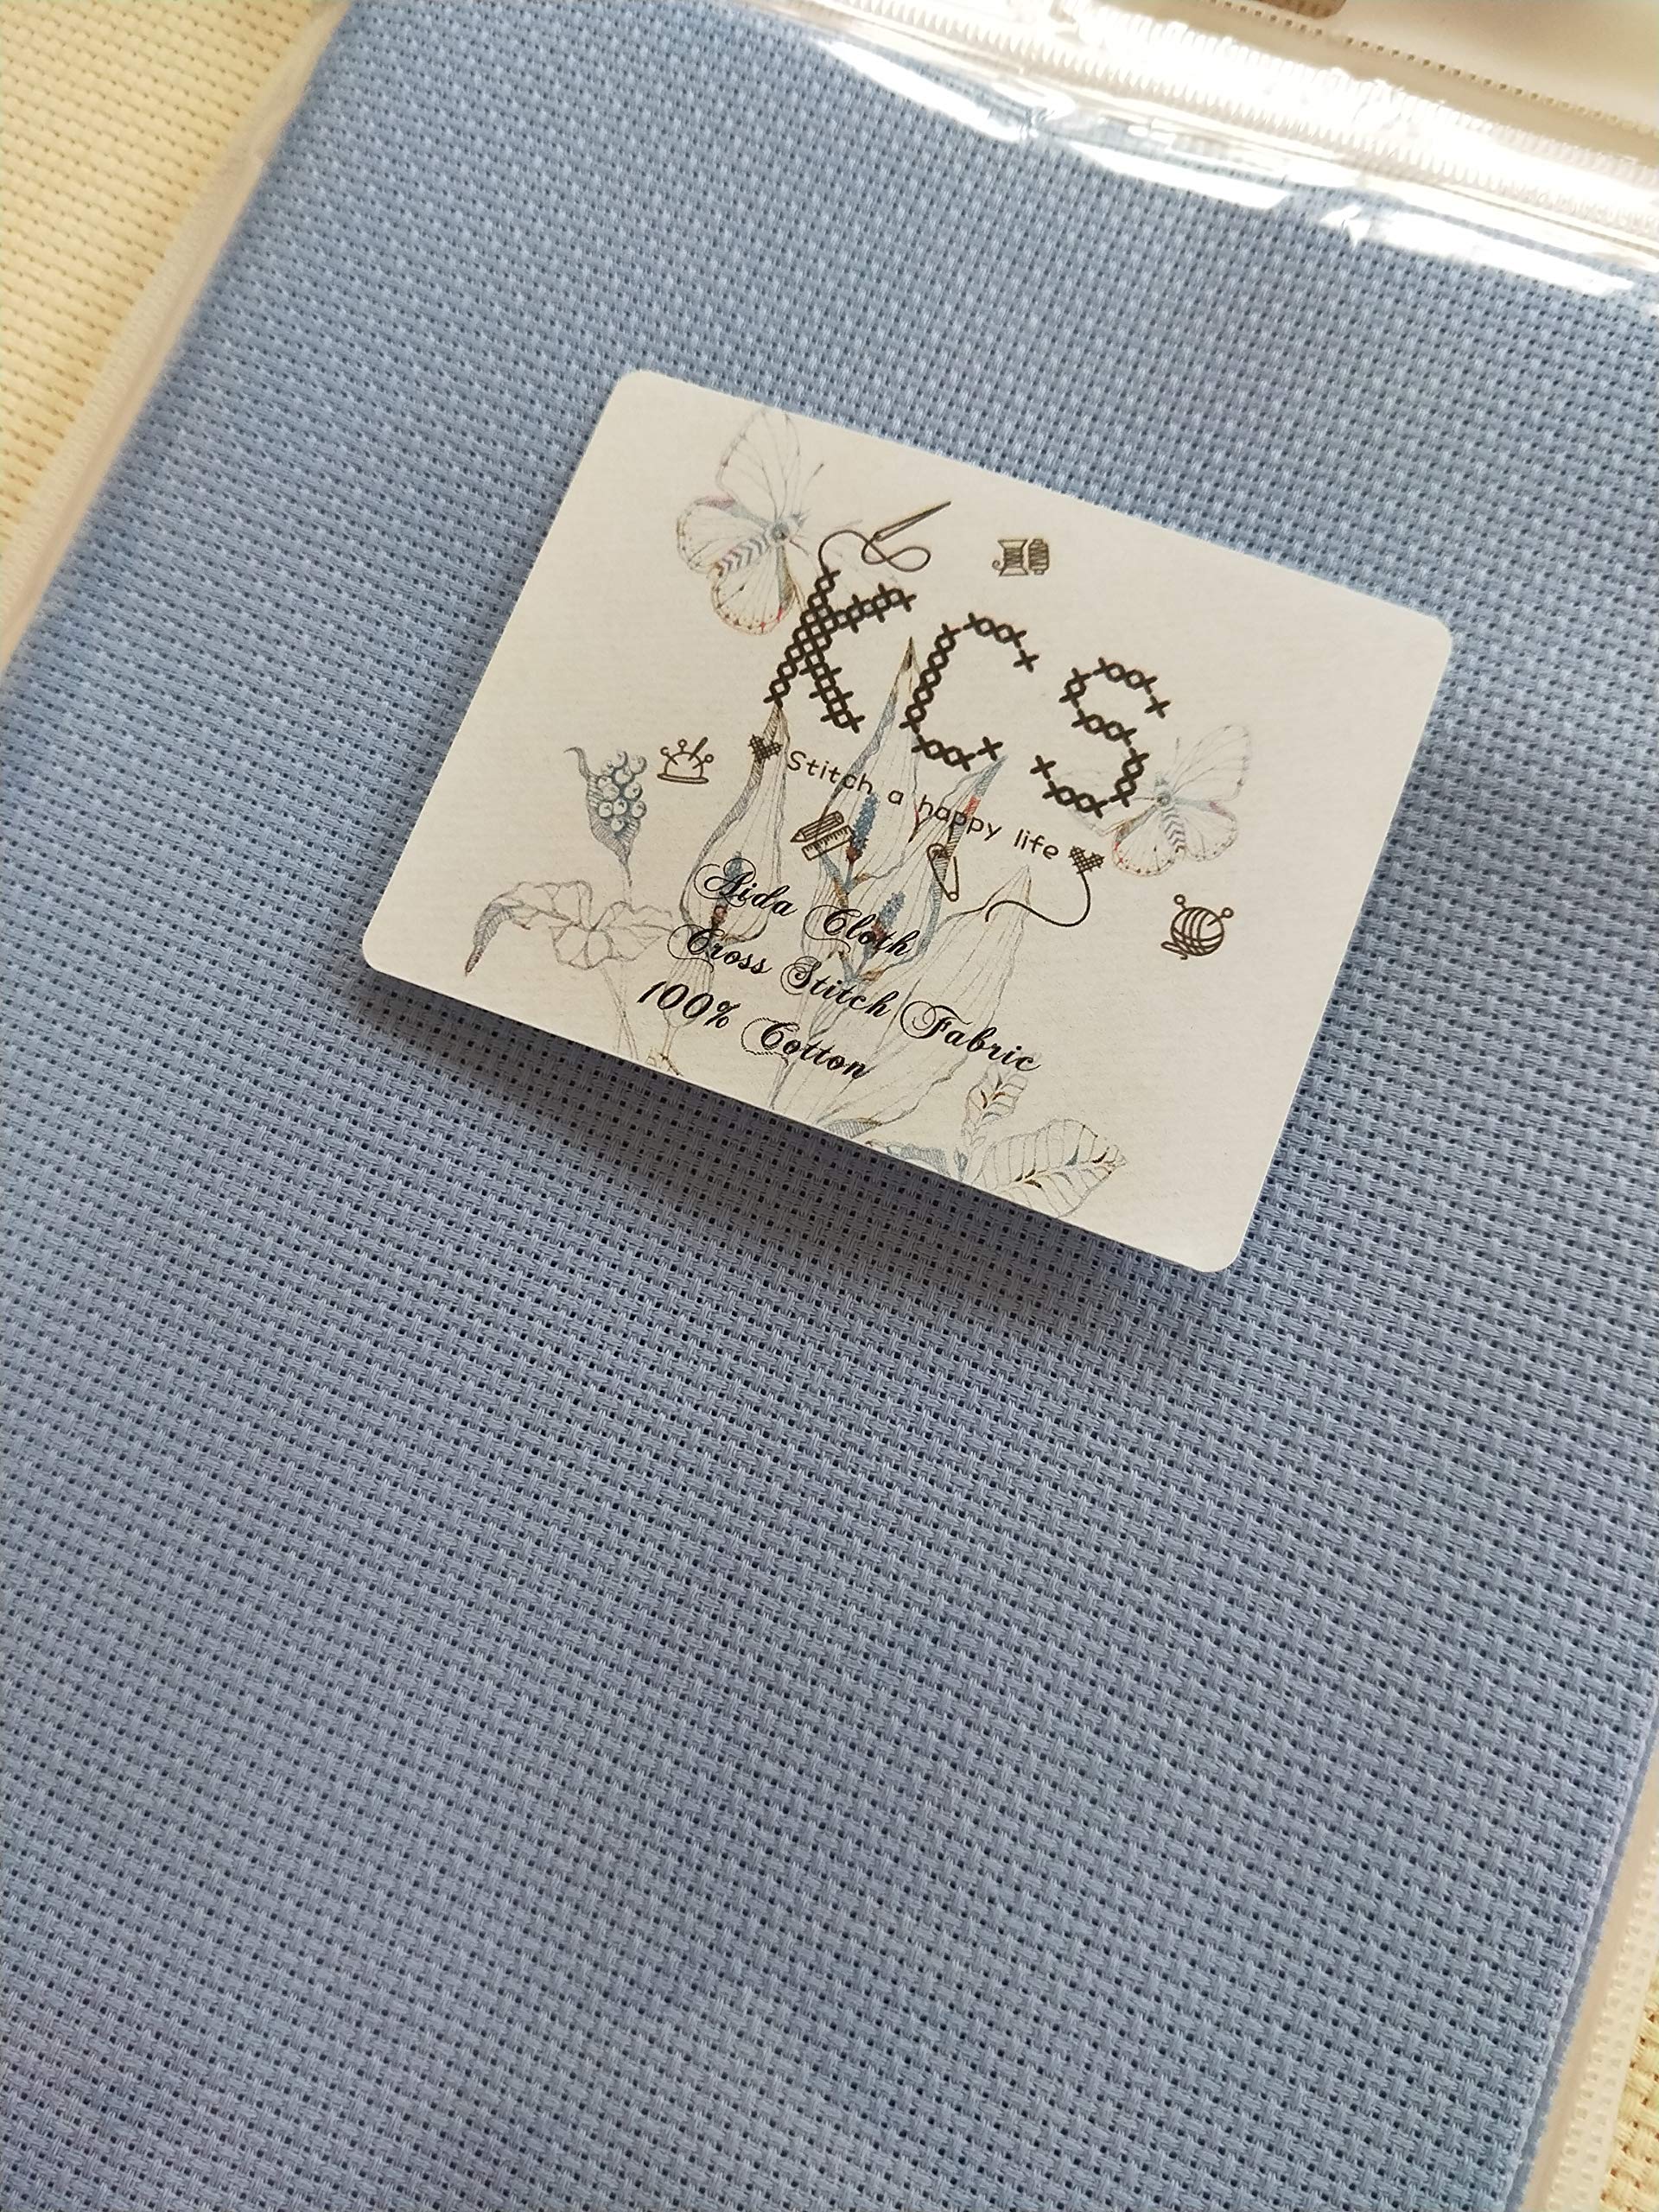 KCS
Stitch a happy life
Aida Cloth
Cross Stitch Fabric
100% Cotton